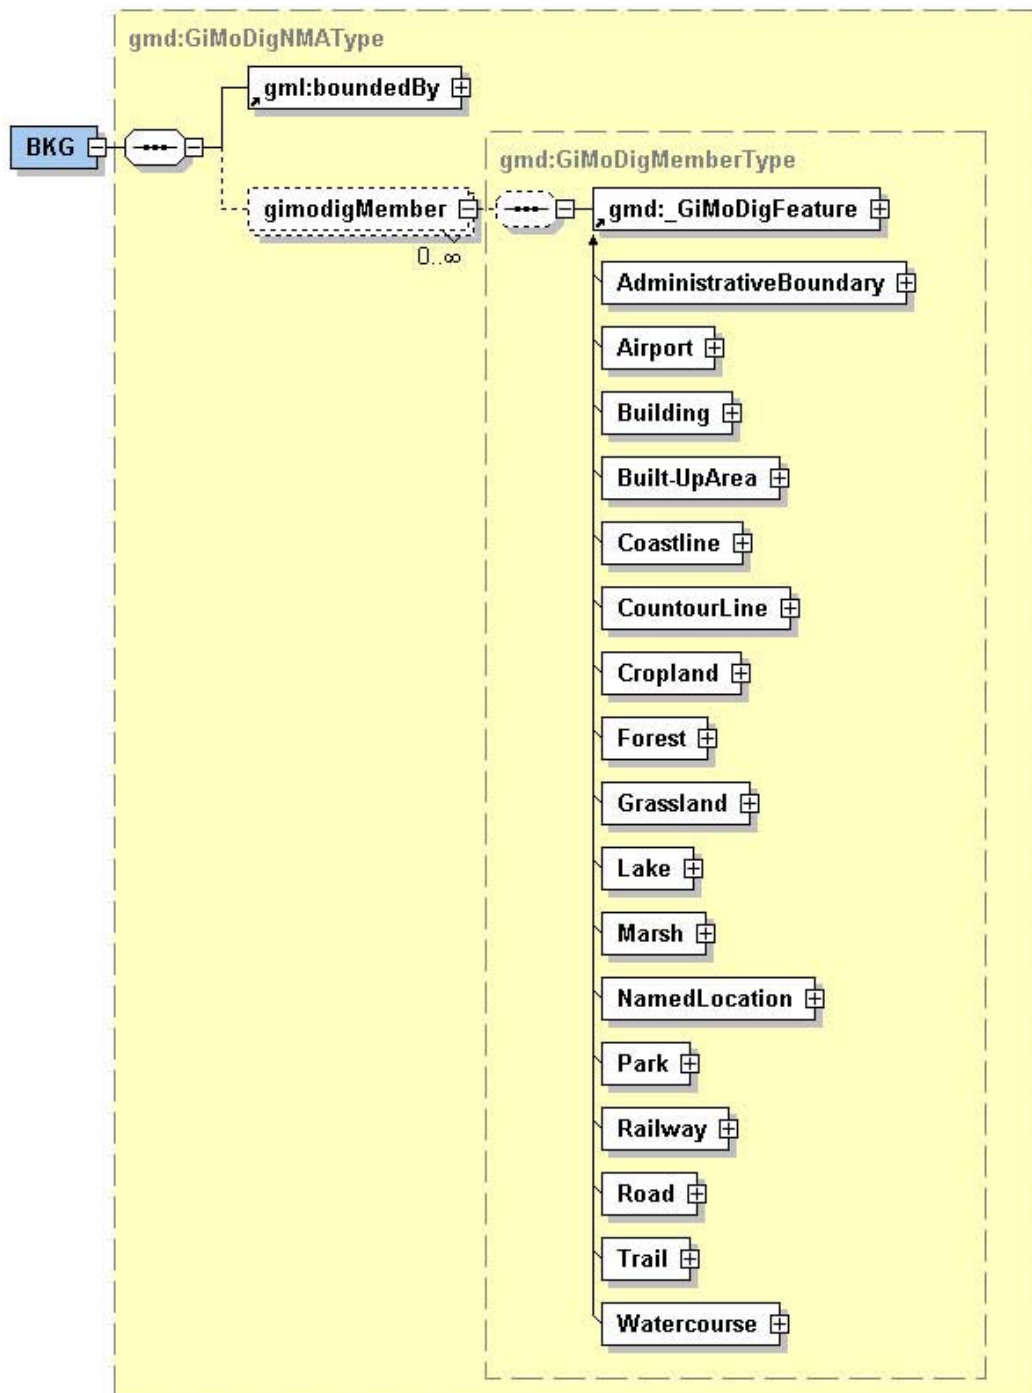 gmd:GiMoDigNMAType
gml:boundedBy
BKG
gmd:GiMoDigMemberType
gimodigMember
gmd:_GiMoDigFeature
0..∞
AdministrativeBoundary
Airport
Building
Built-UpArea
Coastline
CountourLine
Cropland
Forest
Grassland
Lake
Marsh
NamedLocation
Park
Railway
Road
Trail
Watercourse